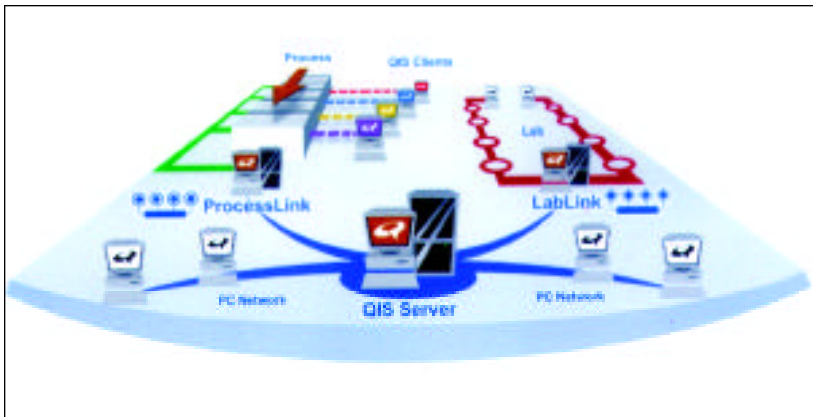 Process
QIS Clients
Lab
ProcessLink
LabLink
PC Network
PC Network
QIS Server